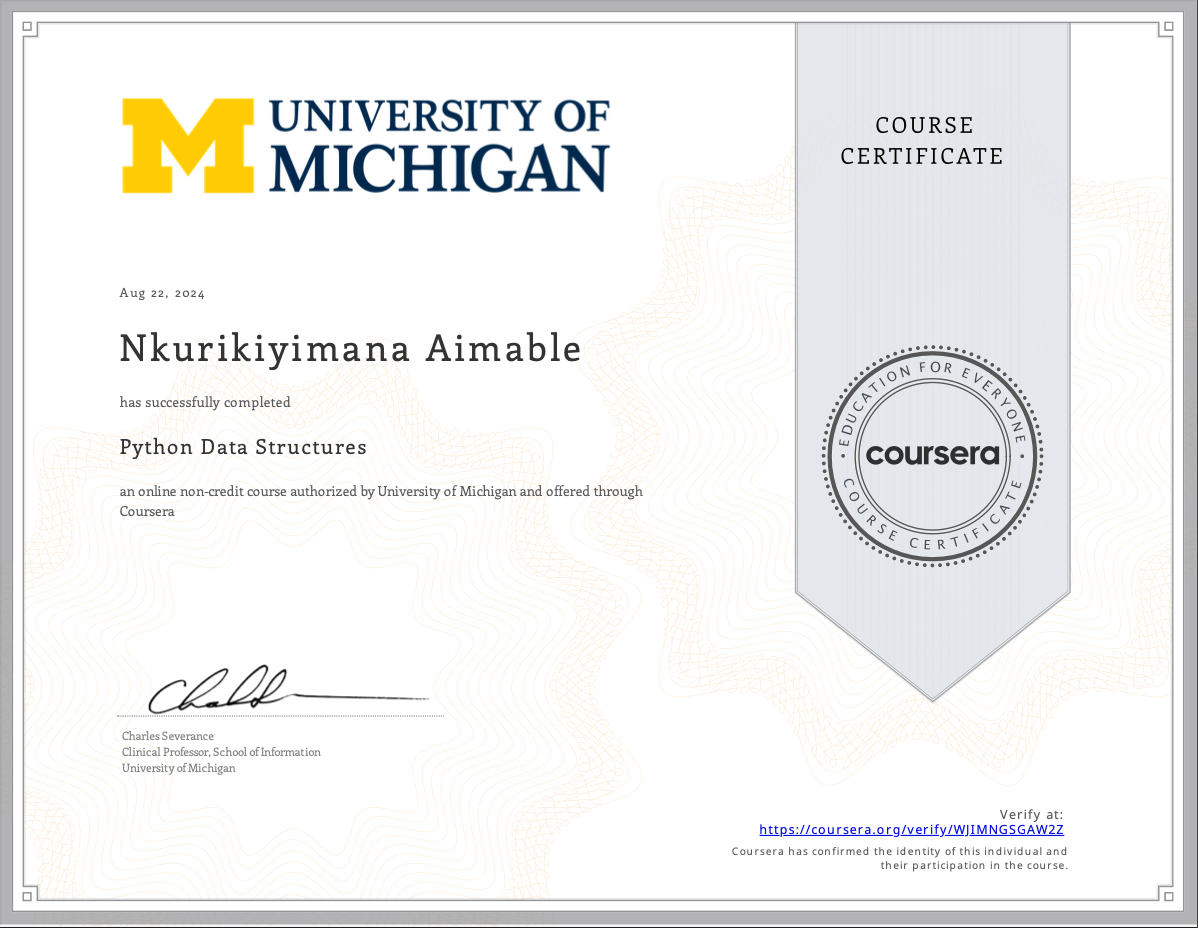 UNIVERSITY OF
MICHIGAN
COURSE
CERTIFICATE
Aug 22, 2024
Nkurikiyimana Aimable
has successfully completed
Python Data Structures
an online non-credit course authorized by University of Michigan and offered through
Coursera
EDUCATION FOR EVERYONE
coursera
COURSE CERTIFICATE
Charles Severance
Clinical Professor, School of Information
University of Michigan
Verify at:
https://coursera.org/verify/WJIMNGSGAW2Z
Coursera has confirmed the identity of this individual and
their participation in the course.